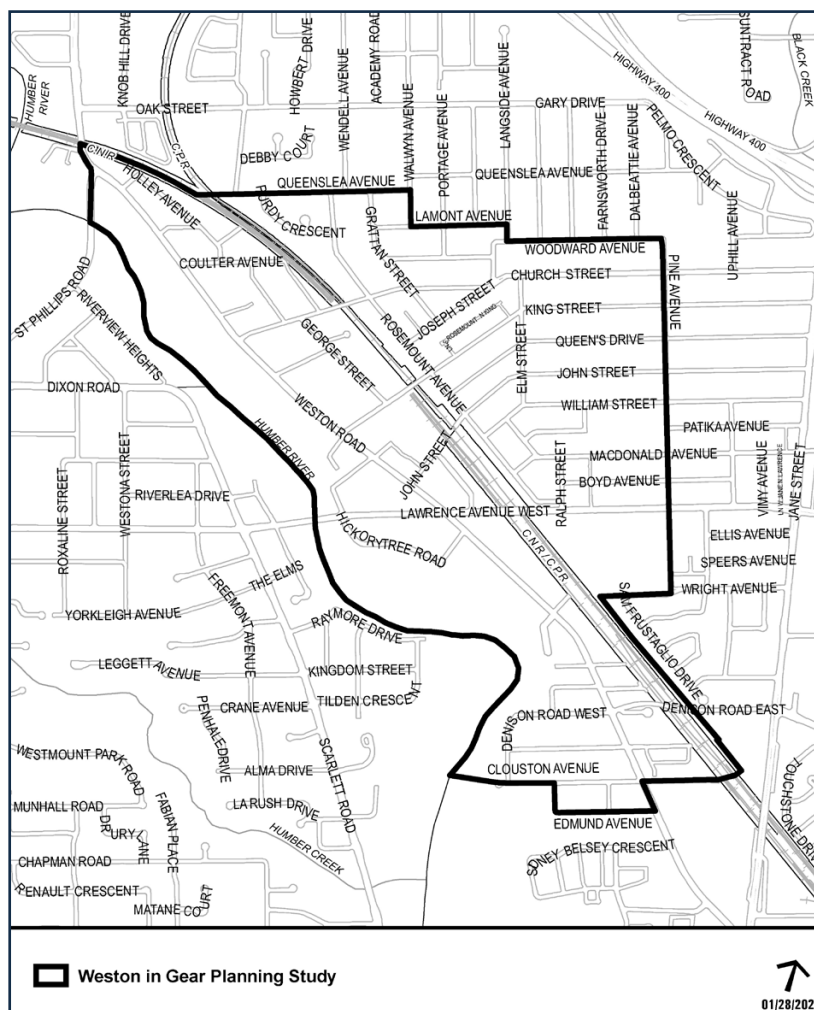 KNOB HILL DRIVE
HOWBERT DRIVE
ACADEMY ROAD
LANGSIDE AVENUE
SUNTRACT ROAD
BLACK CREEK
HIGHWAY 400
HUMBER RIVER
OAK STREET
WENDELL AVENUE
WALWYN AVENUE
PORTAGE AVENUE
GARY DRIVE
PELMO CRESCENT
HIGHWAY 400
C.P.R
C.N.R
DEBBY COURT
FARNSWORTH DRIVE
DALBEATTIE AVENUE
HOLLEY AVENUE
QUEENSLEA AVENUE
QUEENSLEA AVENUE
PURDY CRESCENT
GRATTAN STREET
LAMONT AVENUE
UPHILL AVENUE
WOODWARD AVENUE
PINE AVENUE
COULTER AVENUE
CHURCH STREET
ST PHILLIPS ROAD
RIVERVIEW HEIGHTS
JOSEPH STREET
KING STREET
GEORGE STREET
ROSEMOUNT AVENUE
ELM STREET
QUEEN'S DRIVE
JOHN STREET
DIXON ROAD
WESTON ROAD
WILLIAM STREET
HUMBER RIVER
JOHN STREET
PATIKA AVENUE
ROXALINE STREET
WESTONA STREET
RALPH STREET
MACDONALD AVENUE
VIMY AVENUE
JANE STREET
BOYD AVENUE
RIVERLEA DRIVE
LAWRENCE AVENUE WEST
HICKORYTREE ROAD
ELLIS AVENUE
C.N.R/C.P.R
SPEERS AVENUE
THE ELMS
FREEMONT AVENUE
WRIGHT AVENUE
YORKLEIGH AVENUE
RAYMORE DRIVE
SAM FRUSTAGLIO DRIVE
LEGGETT AVENUE
KINGDOM STREET
PENHALE DRIVE
CRANE AVENUE
TILDEN CRESCENT
DENISON ROAD WEST
DENISON ROAD EAST
SCARLETT ROAD
WESTMOUNT PARK ROAD
ALMA DRIVE
CLOUSTON AVENUE
TOUCHSTONE DRIV
MUNHALL ROAD
DRURY LANE
FABIAN PLACE
LA RUSH DRIVE
EDMUND AVENUE
HUMBER CREEK
SIDNEY BELSEY CRESCENT
CHAPMAN ROAD
RENAULT CRESCENT
MATANE COURT
Weston in Gear Planning Study
01/28/202